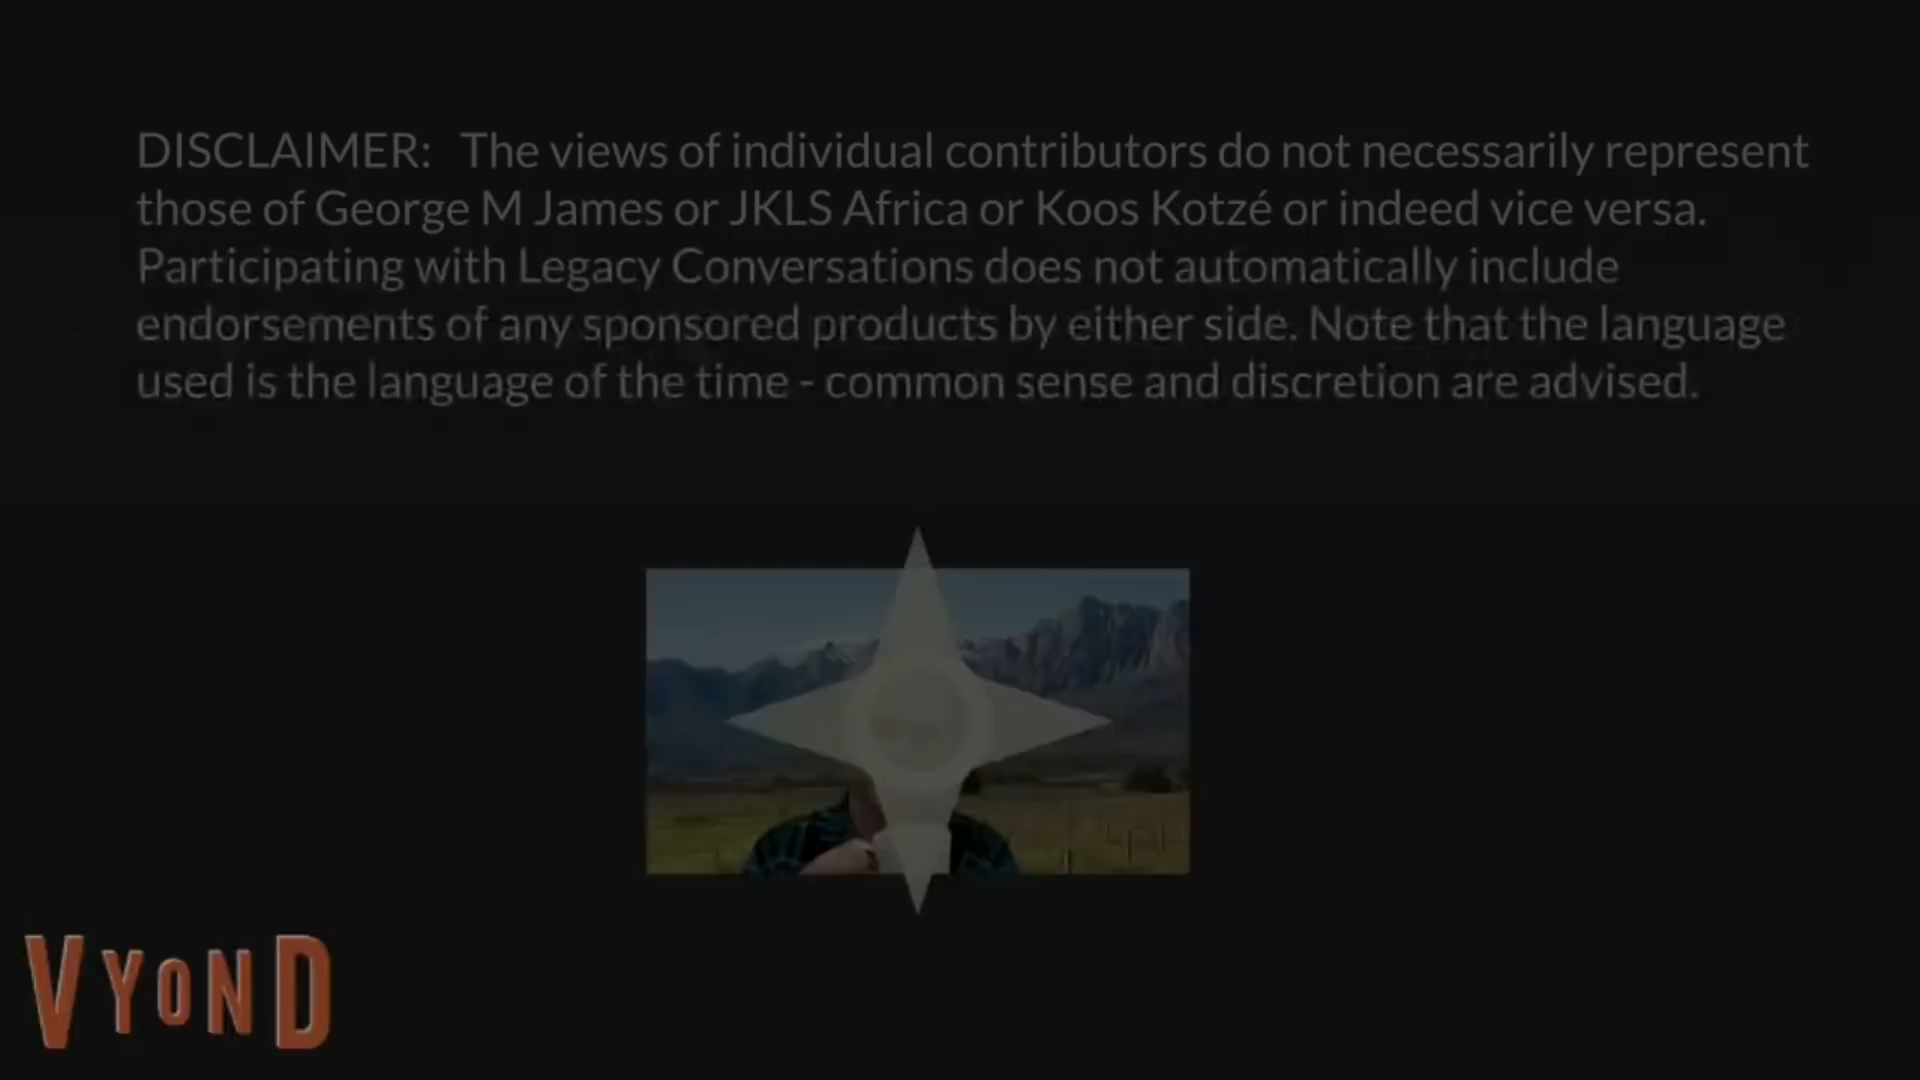 DISCLAIMER: The views of individual contributors do not necessarily represent
those of George M James or JKLS Africa or Koos Kotzé or indeed vice versa.
Participating with Legacy Conversations does not automatically include
endorsements of any sponsored products by either side. Note that the language
used is the language of the time - common sense and discretion are advised.
VYOND